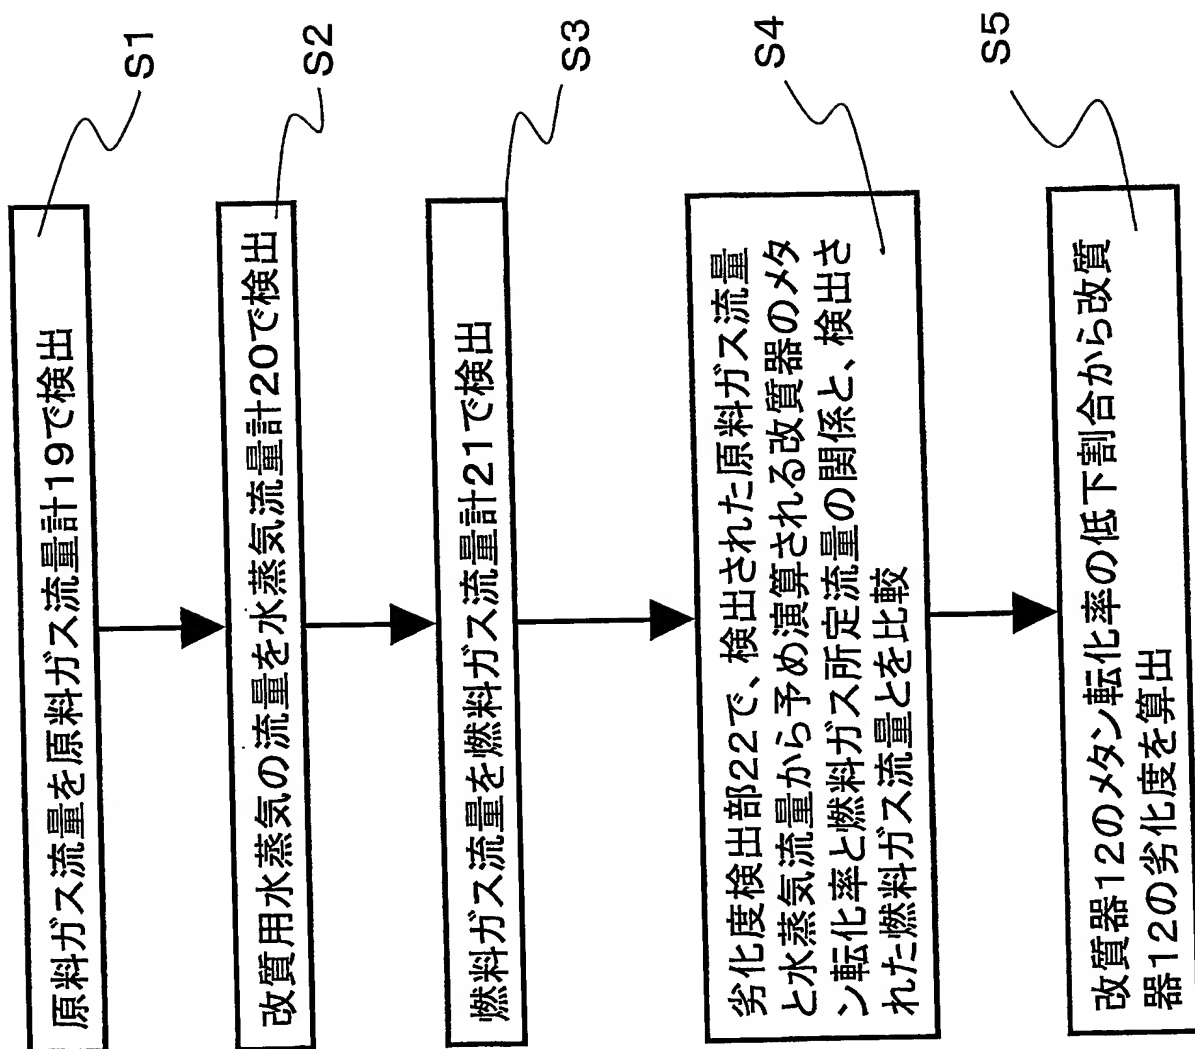 原料ガス流量を原料ガス流量計19で検出
S1
改質用水蒸気の流量を水蒸気流量計20で検出
S2
燃料ガス流量を燃料ガス流量計21で検出
S3
劣化度検出部22で、検出された原料ガス流量
と水蒸気流量から予め演算される改質器のメタ
ン転化率と燃料ガス所定流量の関係と、検出さ
れた燃料ガス流量とを比較
S4
改質器12のメタン転化率の低下割合から改質
器12の劣化度を算出
S5